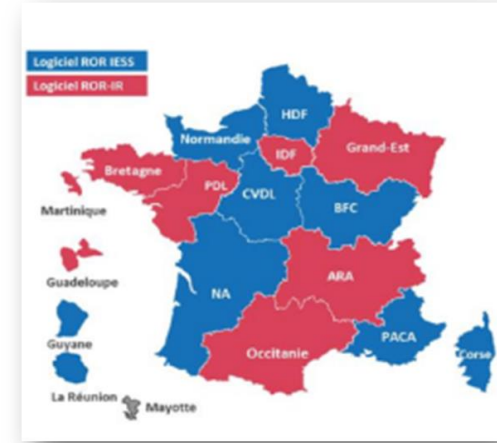 Logiciel ROR IESS
Logiciel ROR-IR
HDF
Normandie
IDF
Grand-Est
Bretagne
PDL
CVDL
BFC
Martinique
Guadeloupe
NA
ARA
Guyane
Occitanie
PACA
Corse
La Réunion
Mayotte